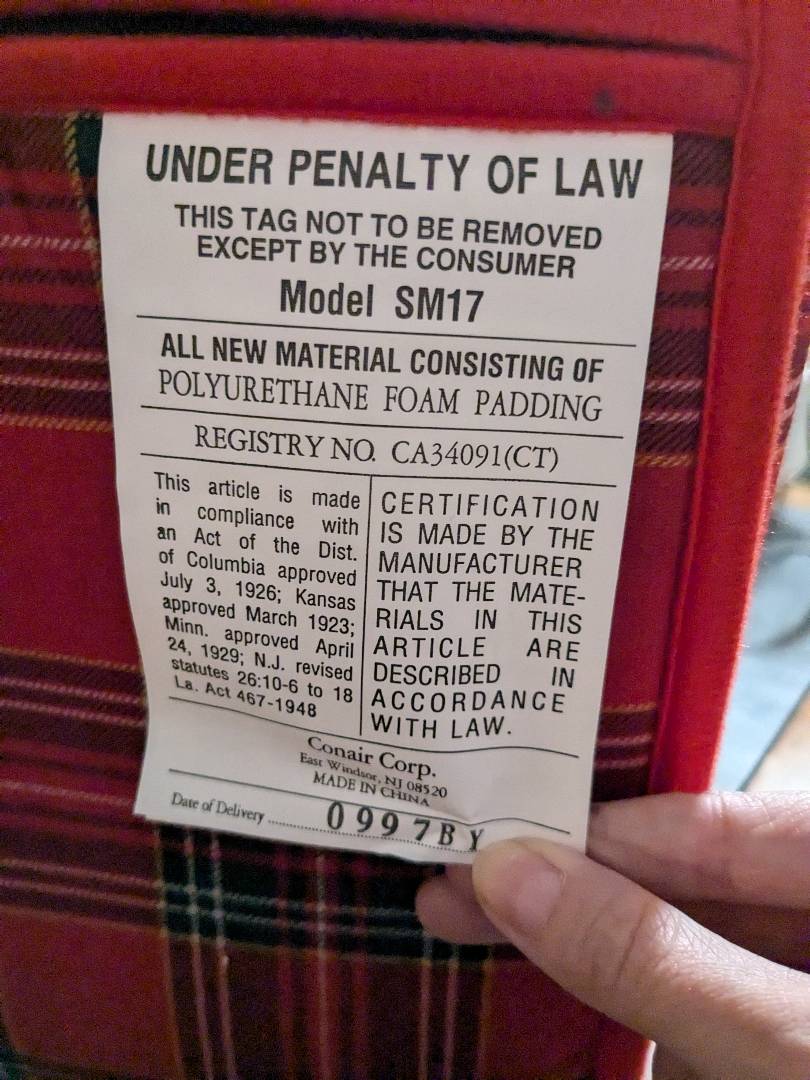 UNDER PENALTY OF LAW
THIS TAG NOT TO BE REMOVED
EXCEPT BY THE CONSUMER
Model SM17
ALL NEW MATERIAL CONSISTING OF
POLYURETHANE FOAM PADDING
REGISTRY NO. CA34091(CT)
This article is made
in compliance with
an Act of the Dist.
of Columbia approved
July 3, 1926; Kansas
approved March 1923;
Minn. approved April
24, 1929; N.J. revised
statutes 26:10-6 to 18
La. Act 467-1948
CERTIFICATION
IS MADE BY THE
MANUFACTURER
THAT THE MATE-
RIALS IN THIS
ARTICLE ARE
DESCRIBED IN
ACCORDANCE
WITH LAW.
Conair Corp.
East Windsor, NJ 08520
MADE IN CHINA
Date of Delivery .............. 0997BY